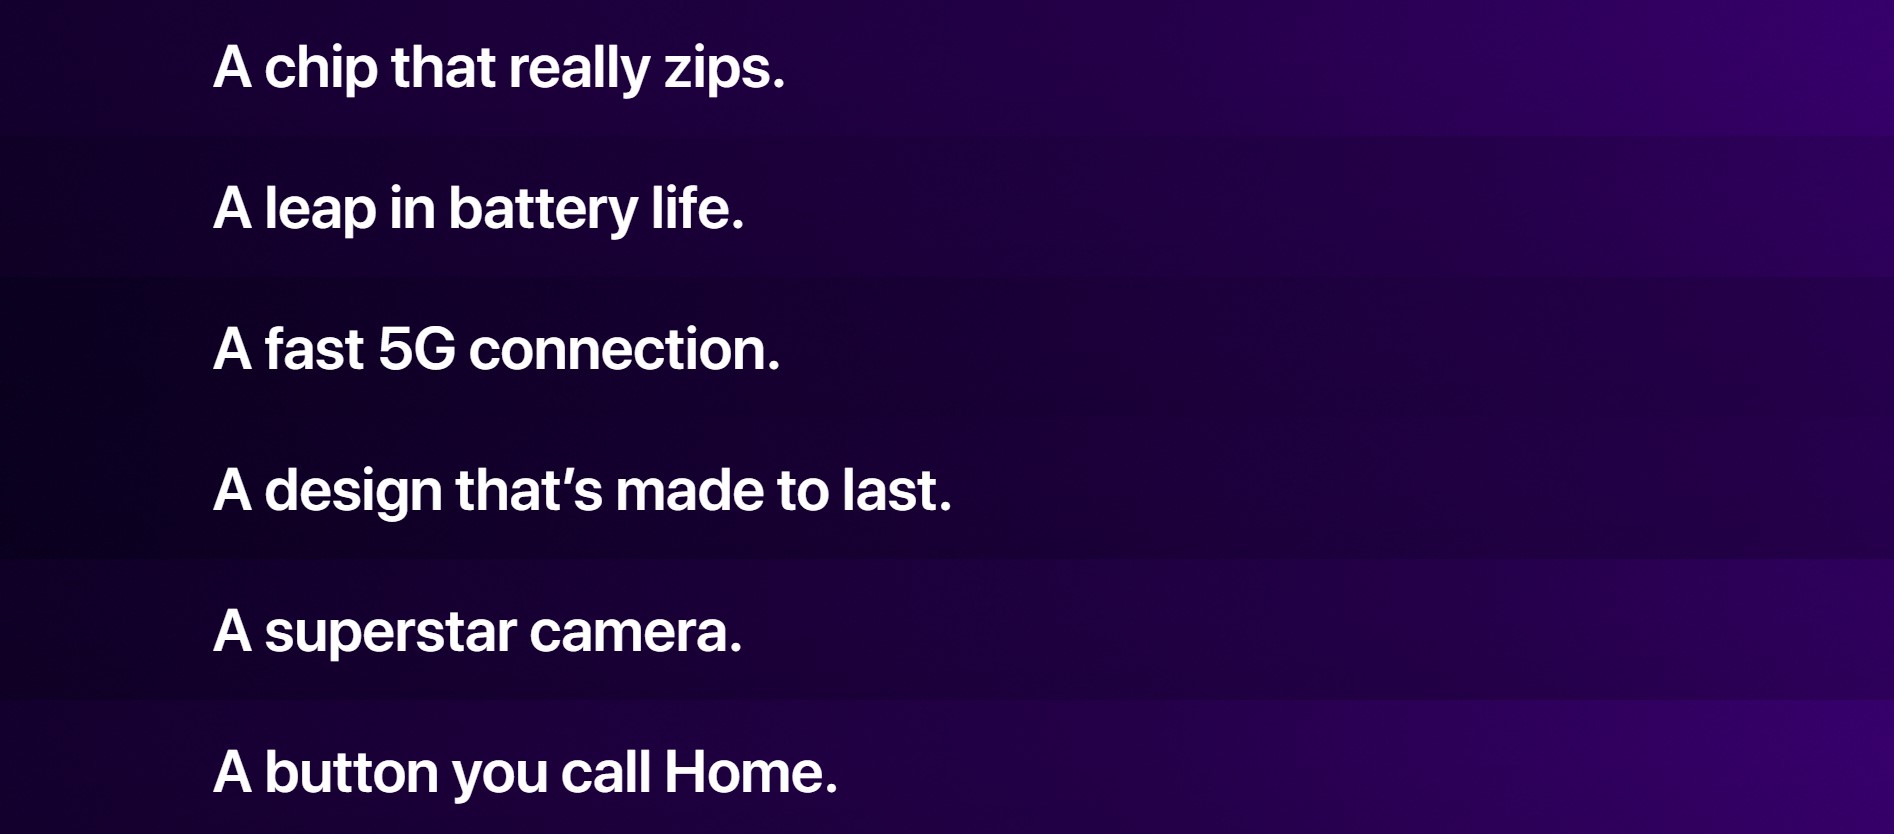 A chip that really zips.
A leap in battery life.
A fast 5G connection.
A design that’s made to last.
A superstar camera.
A button you call Home.